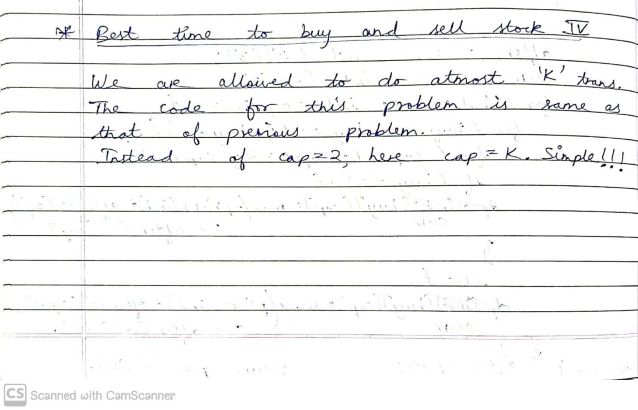 * Best time to buy and sell stock IV
We are allowed to do atmost 'K' trans.
The code for this problem is same as
that of previous problem.
Instead of cap=2; here cap = K. Simple!!!
CS Scanned with CamScanner